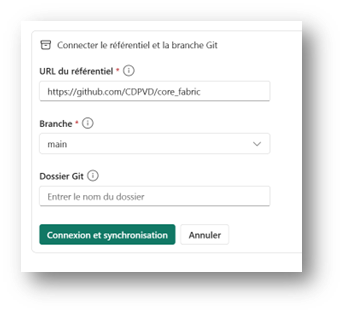 Connecter le référentiel et la branche Git
URL du référentiel *
https://github.com/CDPVD/core_fabric
Branche *
main
Dossier Git
Entrer le nom du dossier
Connexion et synchronisation Annuler